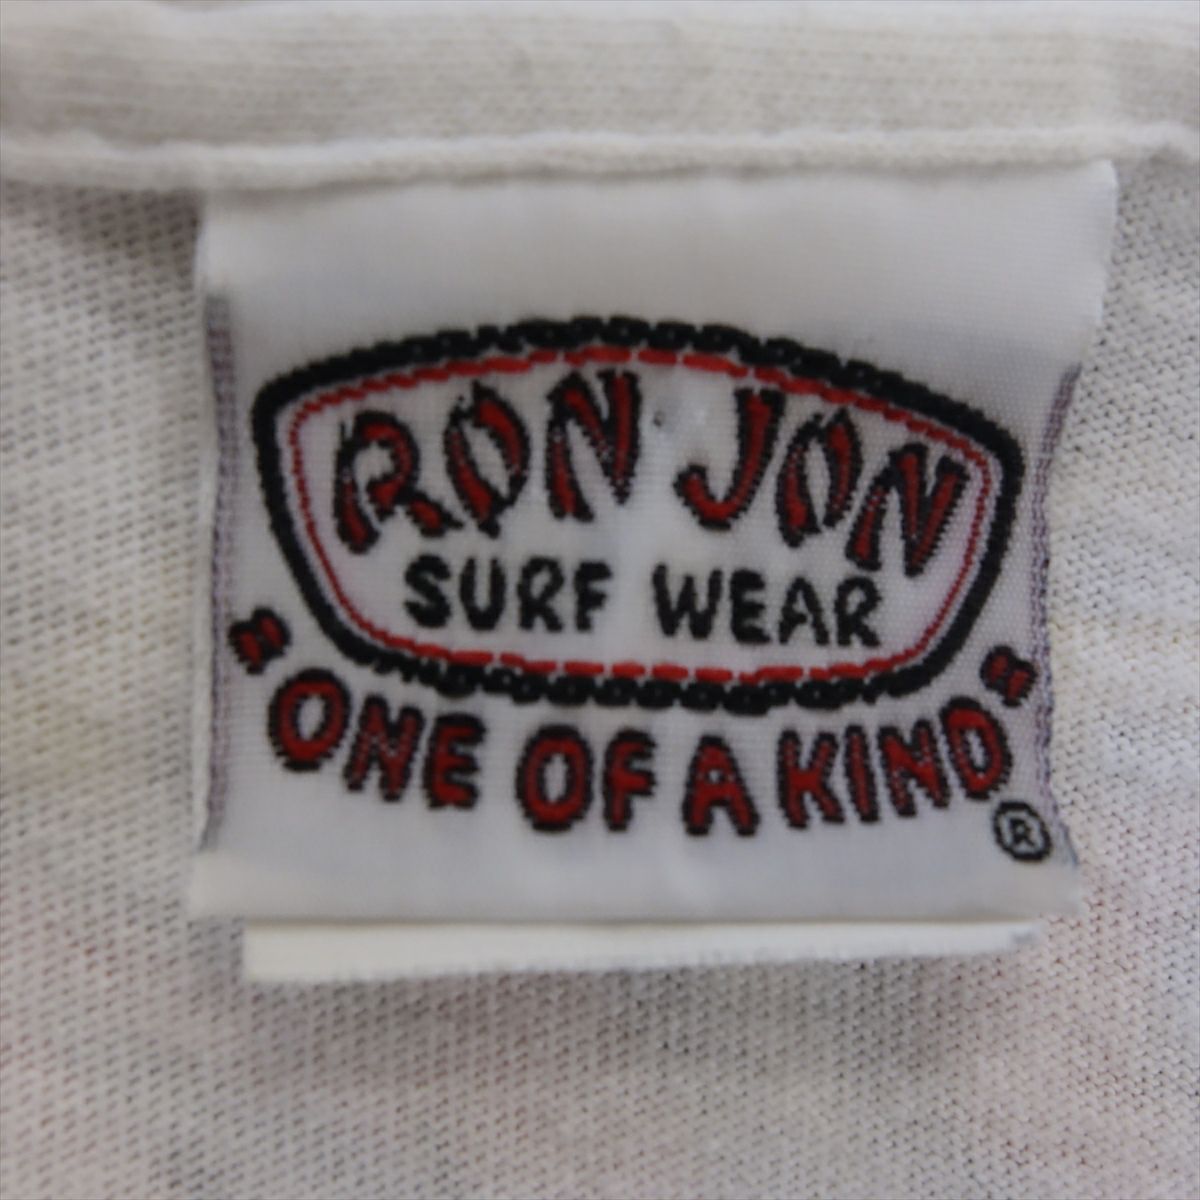 RON JON
SURF WEAR
"ONE OF A KIND"
®